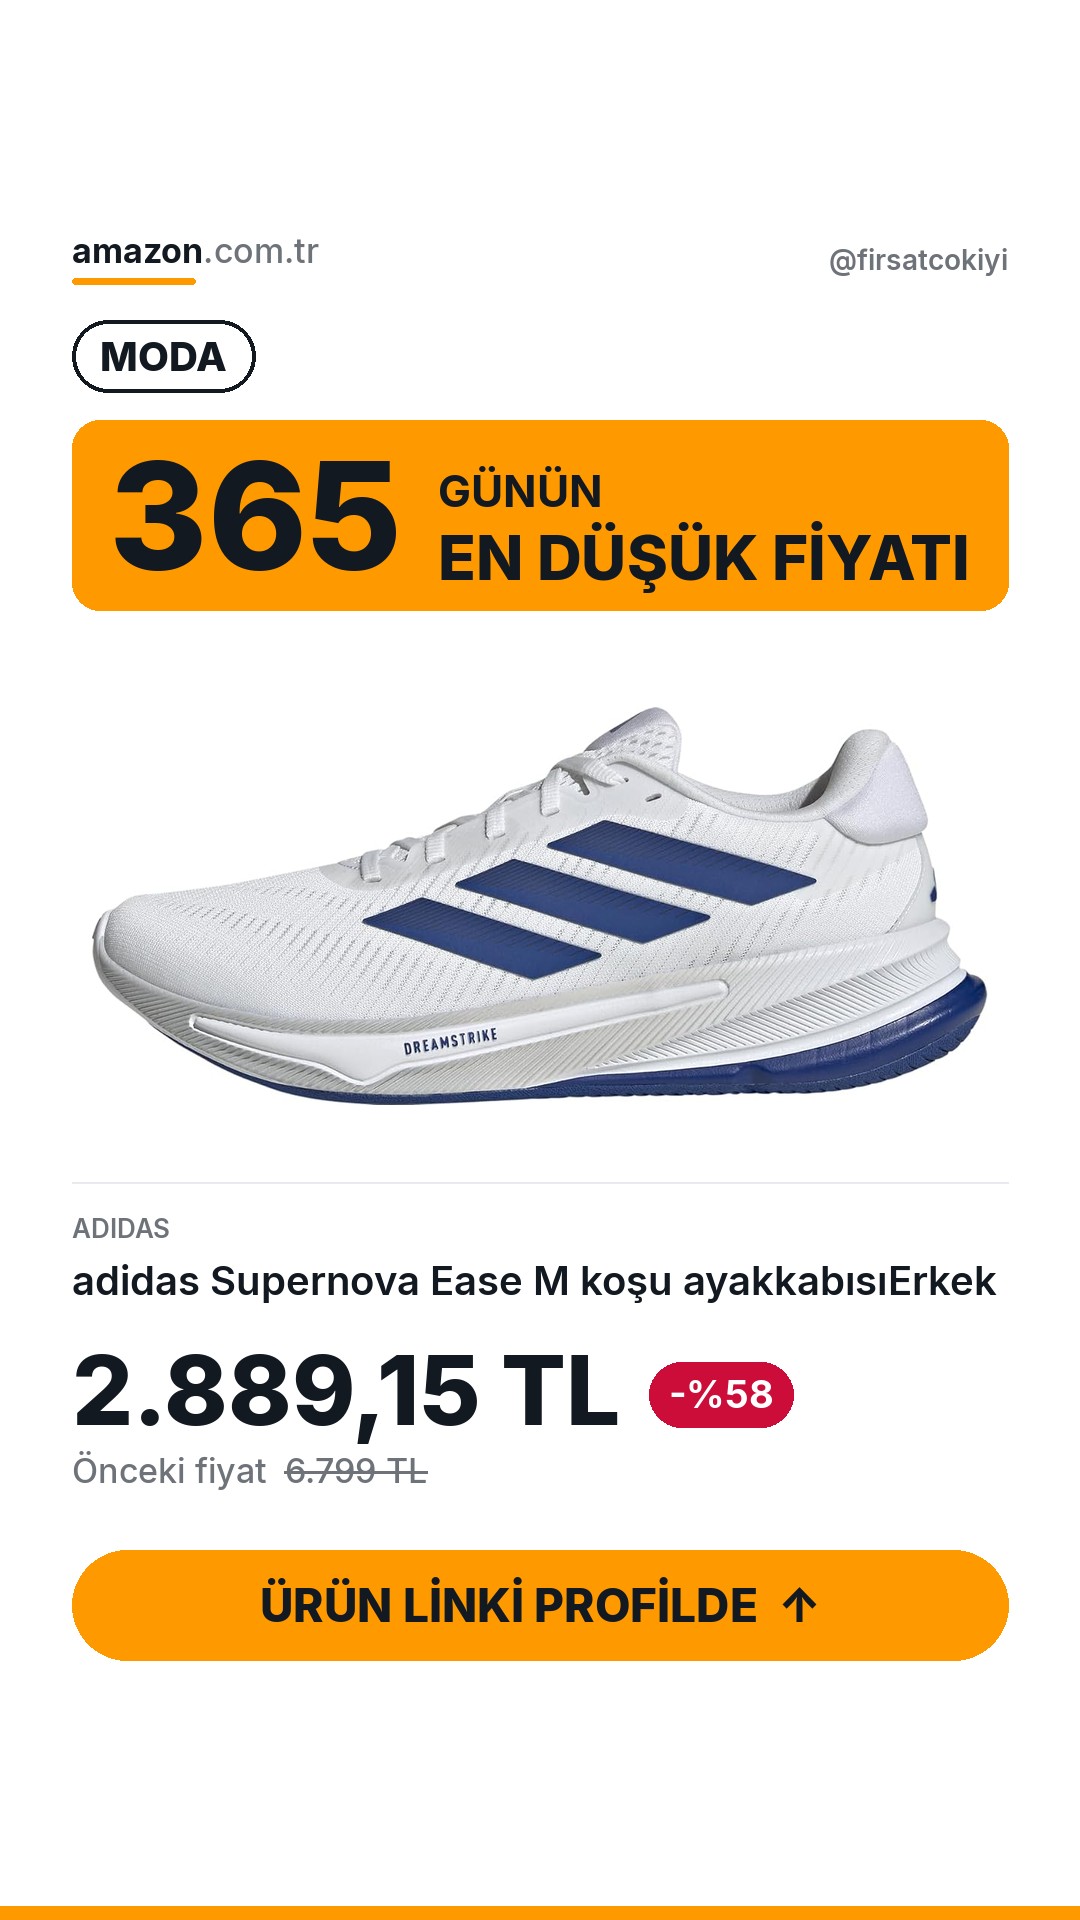 amazon.com.tr
@firsatcokiyi
MODA
365
GÜNÜN
EN DÜŞÜK FİYATI
DREAMSTRIKE
ADIDAS
adidas Supernova Ease M koşu ayakkabısıErkek
2.889,15 TL
-%58
Önceki fiyat 6.799 TL
ÜRÜN LİNKİ PROFİLDE ↑